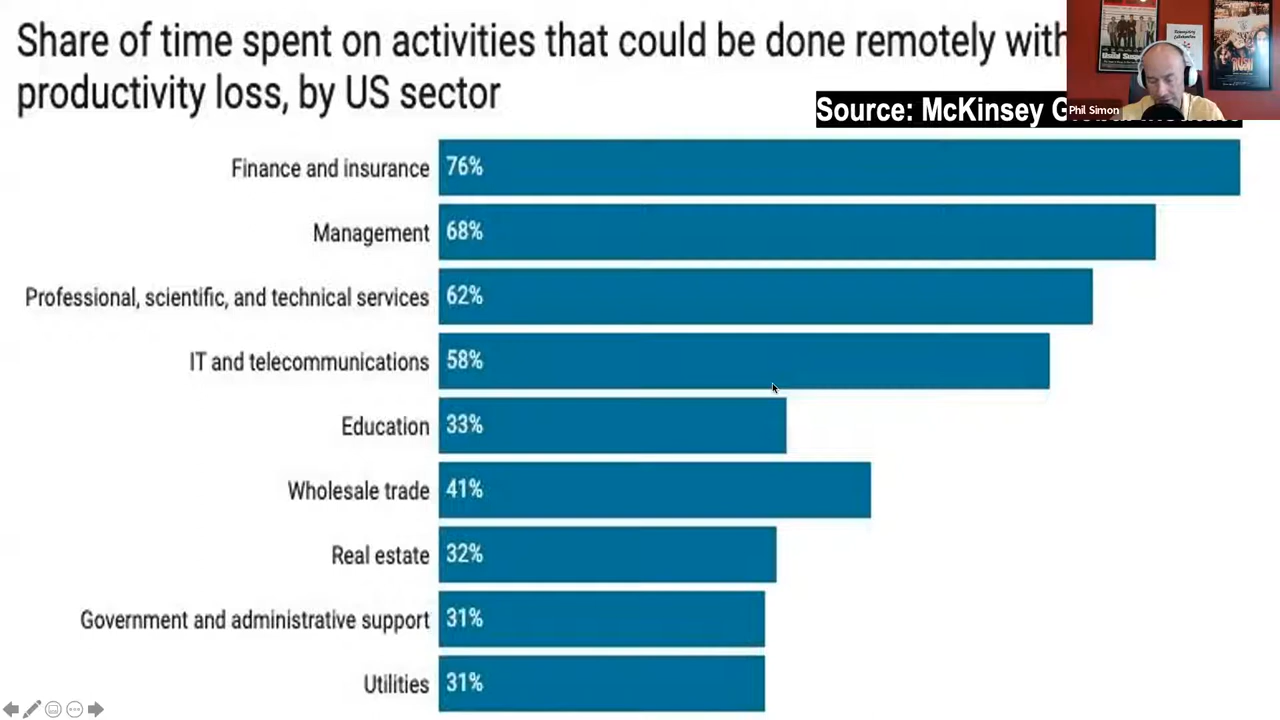 Share of time spent on activities that could be done remotely with
productivity loss, by US sector
Source: McKinsey
Phil Simon
Finance and insurance 76%
Management 68%
Professional, scientific, and technical services 62%
IT and telecommunications 58%
Education 33%
Wholesale trade 41%
Real estate 32%
Government and administrative support 31%
Utilities 31%